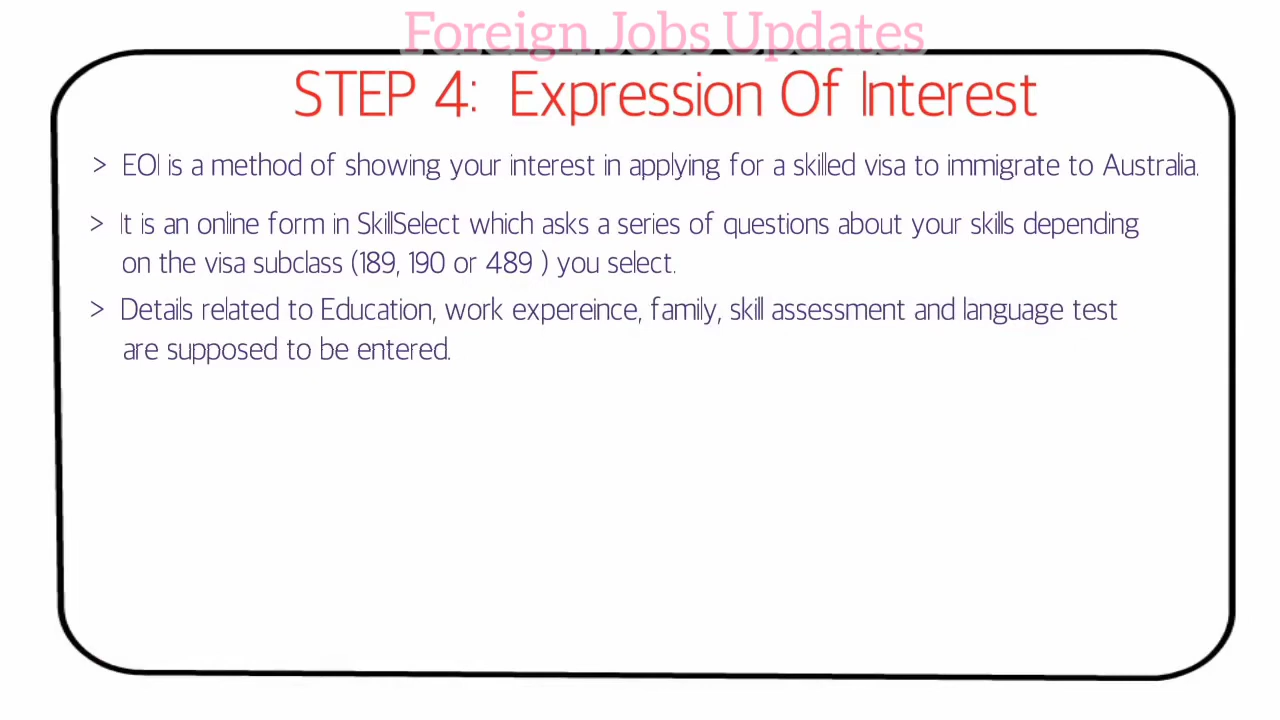 Foreign Jobs Updates
STEP 4: Expression Of Interest
> EOI is a method of showing your interest in applying for a skilled visa to immigrate to Australia.
> It is an online form in SkillSelect which asks a series of questions about your skills depending
on the visa subclass (189, 190 or 489 ) you select.
> Details related to Education, work expereince, family, skill assessment and language test
are supposed to be entered.